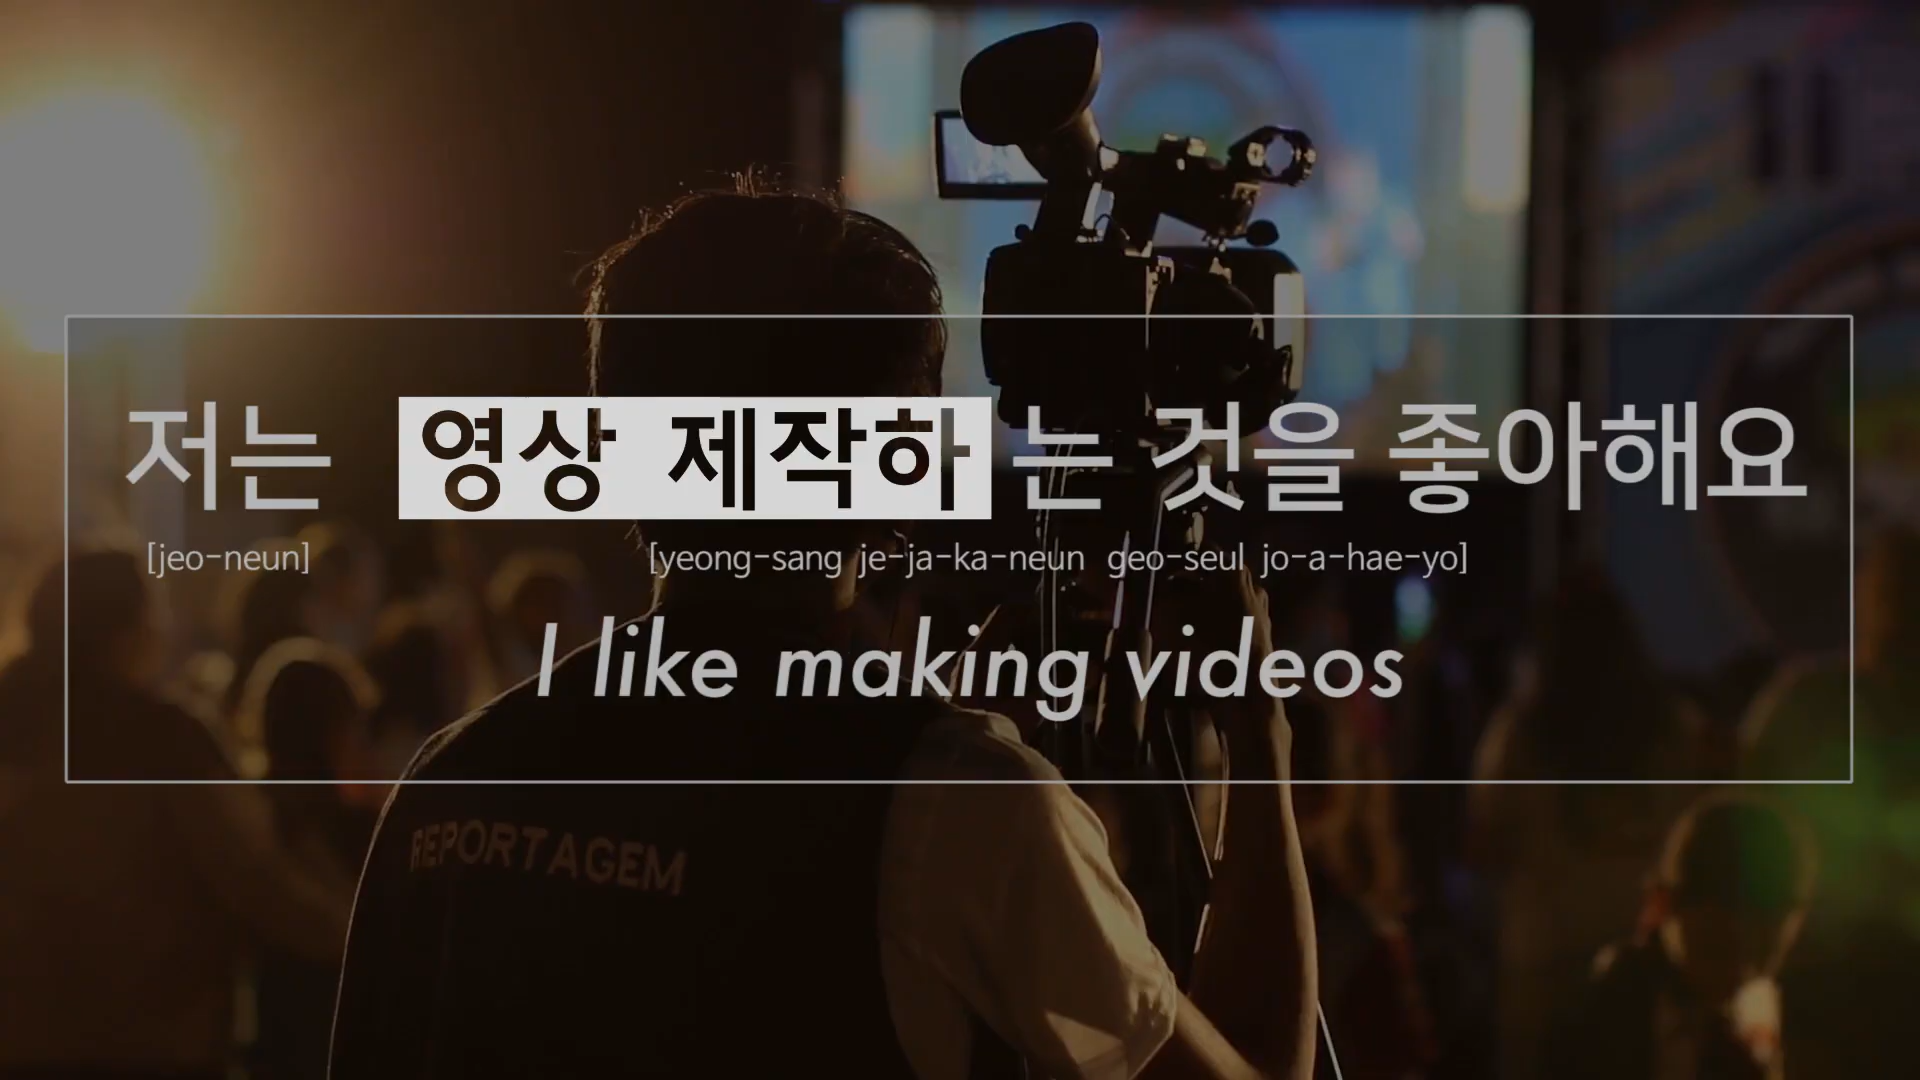 저는 영상 제작하는 것을 좋아해요
[jeo-neun] [yeong-sang je-ja-ka-neun geo-seul jo-a-hae-yo]
I like making videos
REPORTAGEM